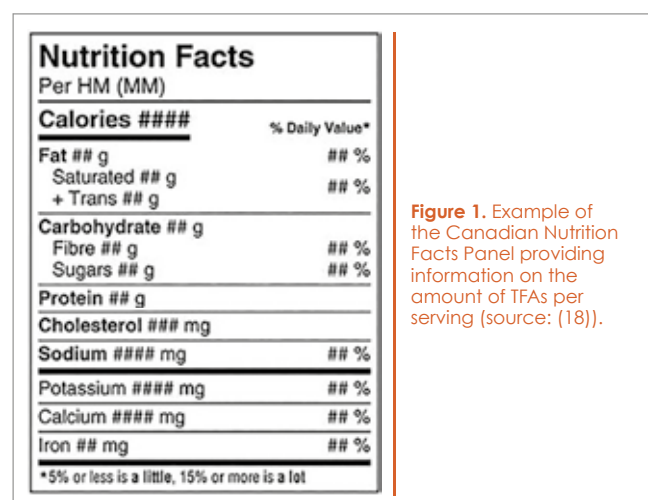 Nutrition Facts
Per HM (MM)
Calories ####
% Daily Value*
Fat ## g ## %
Saturated ## g
+ Trans ## g
## %
Carbohydrate ## g
Fibre ## g ## %
Sugars ## g ## %
Protein ## g
Cholesterol ### mg
Sodium #### mg ## %
Potassium #### mg ## %
Calcium #### mg ## %
Iron ## mg ## %
*5% or less is a little, 15% or more is a lot
Figure 1. Example of
the Canadian Nutrition
Facts Panel providing
information on the
amount of TFAs per
serving (source: (18)).